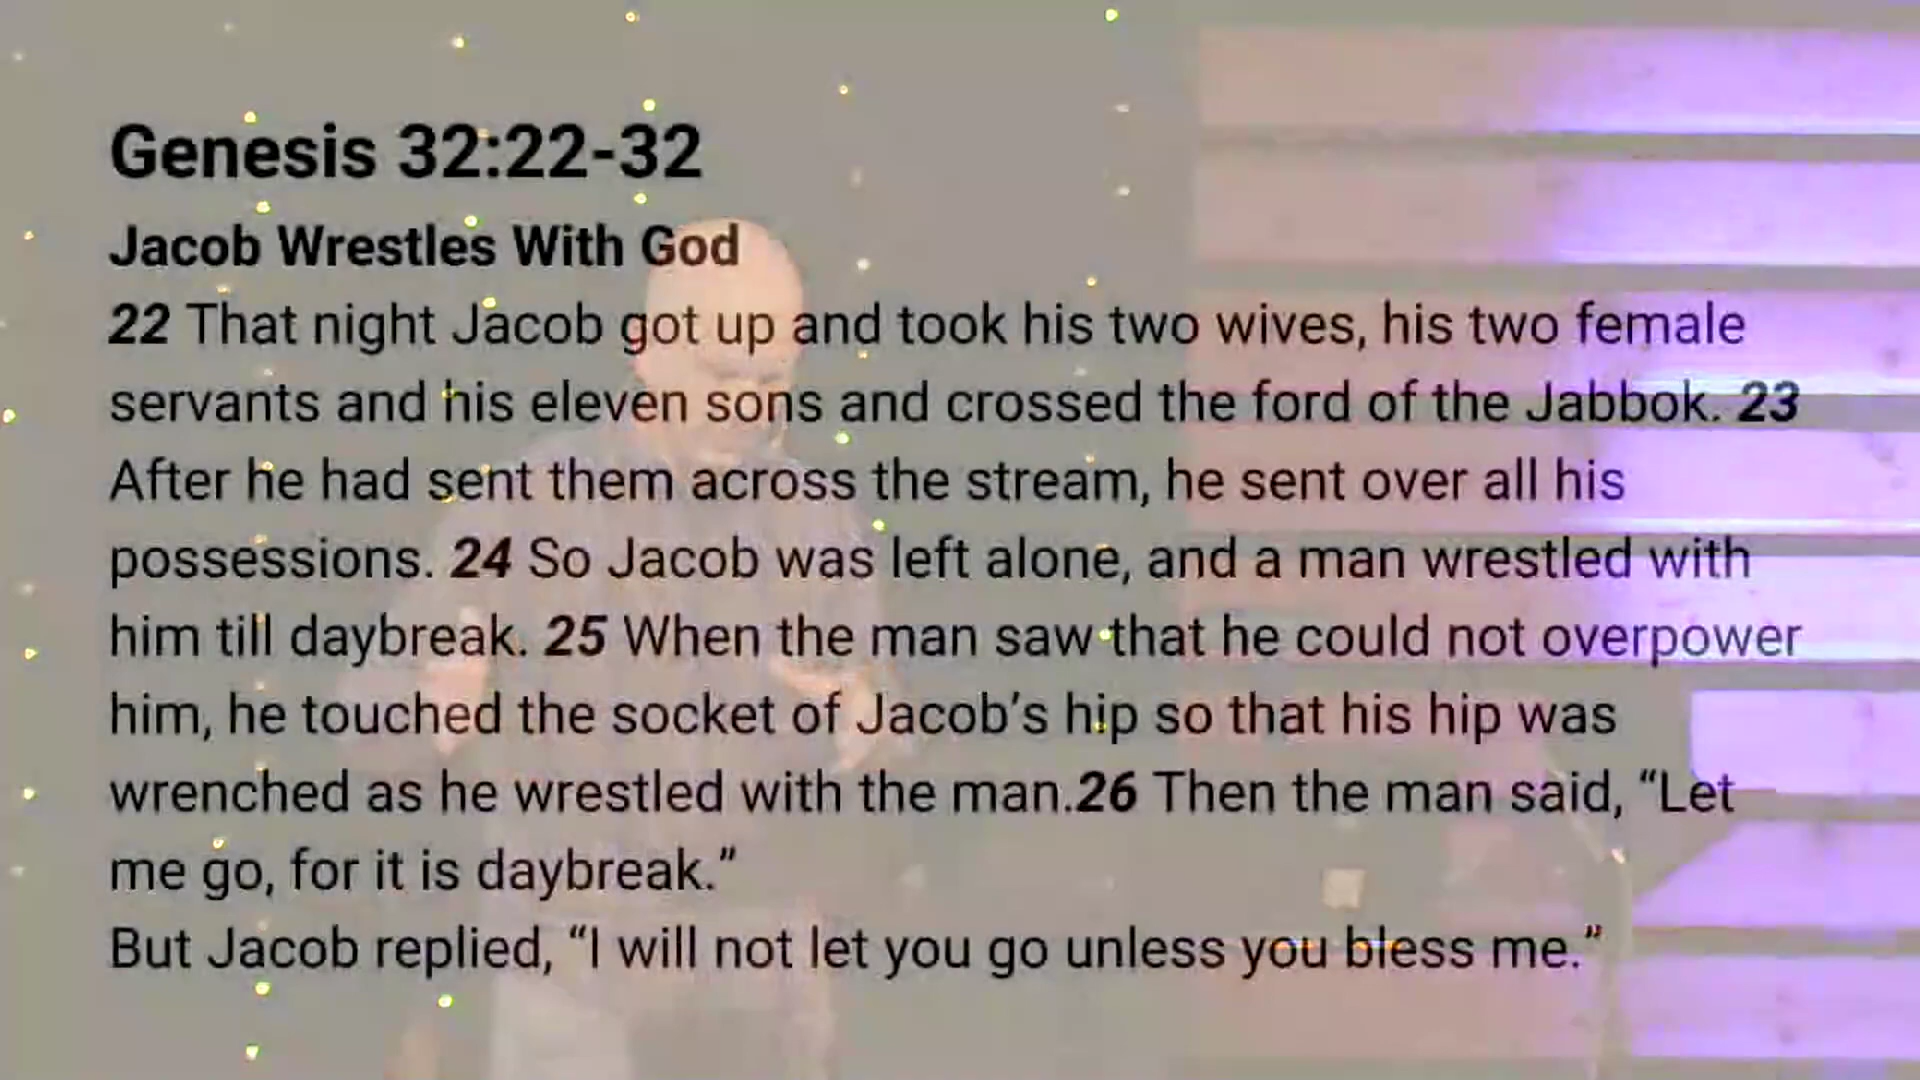 Genesis 32:22-32
Jacob Wrestles With God
22 That night Jacob got up and took his two wives, his two female
servants and his eleven sons and crossed the ford of the Jabbok. 23
After he had sent them across the stream, he sent over all his
possessions. 24 So Jacob was left alone, and a man wrestled with
him till daybreak. 25 When the man saw that he could not overpower
him, he touched the socket of Jacob’s hip so that his hip was
wrenched as he wrestled with the man.26 Then the man said, “Let
me go, for it is daybreak.”
But Jacob replied, “I will not let you go unless you bless me.”